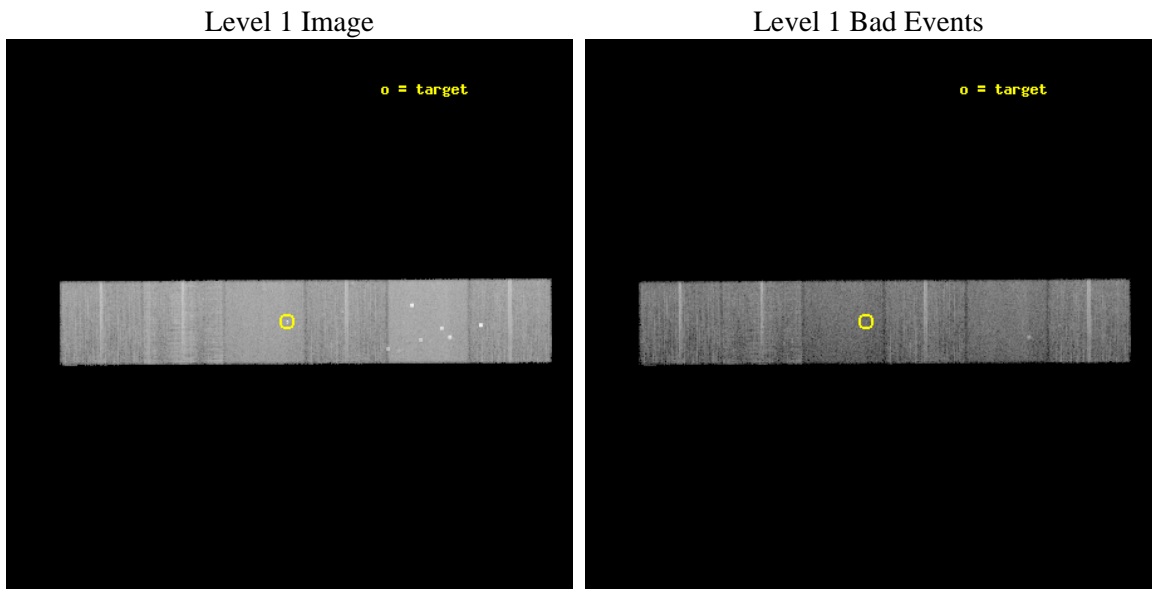 Level 1 Image
Level 1 Bad Events
o = target
o = target